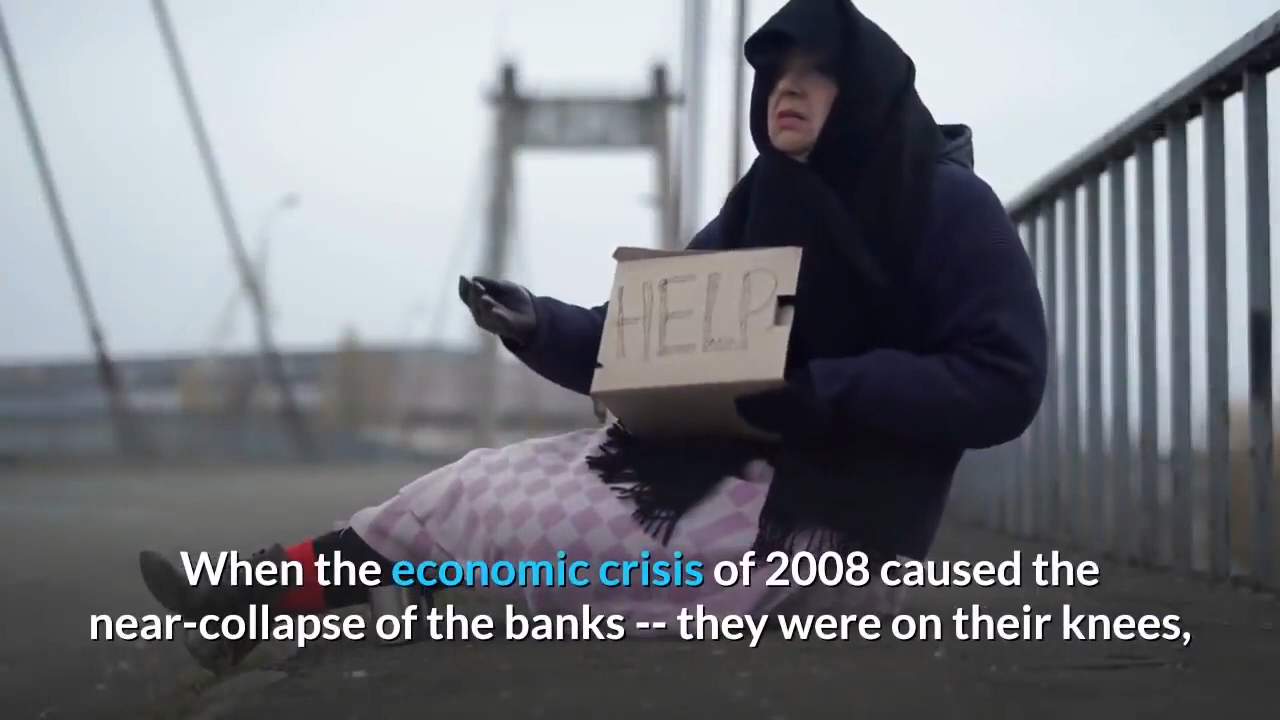 HELP
When the economic crisis of 2008 caused the
near-collapse of the banks -- they were on their knees,